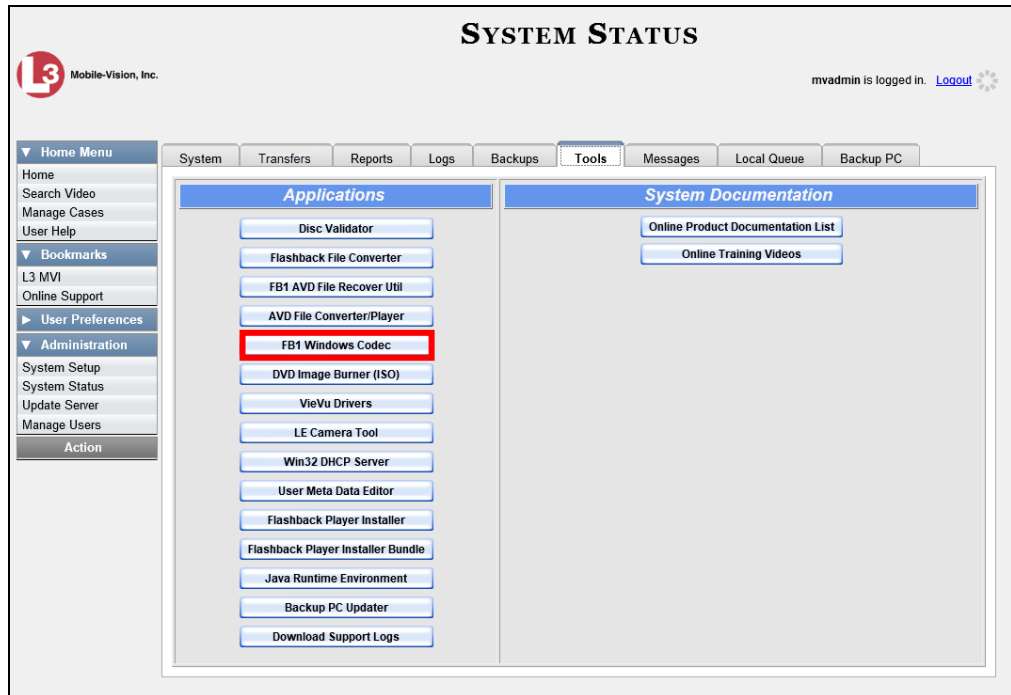 SYSTEM STATUS
L3 Mobile-Vision, Inc.
mvadmin is logged in. Logout
▼ Home Menu
Home
Search Video
Manage Cases
User Help
▼ Bookmarks
L3 MVI
Online Support
► User Preferences
▼ Administration
System Setup
System Status
Update Server
Manage Users
Action
System Transfers Reports Logs Backups Tools Messages Local Queue Backup PC
Applications
Disc Validator
Flashback File Converter
FB1 AVD File Recover Util
AVD File Converter/Player
FB1 Windows Codec
DVD Image Burner (ISO)
VieVu Drivers
LE Camera Tool
Win32 DHCP Server
User Meta Data Editor
Flashback Player Installer
Flashback Player Installer Bundle
Java Runtime Environment
Backup PC Updater
Download Support Logs
System Documentation
Online Product Documentation List
Online Training Videos